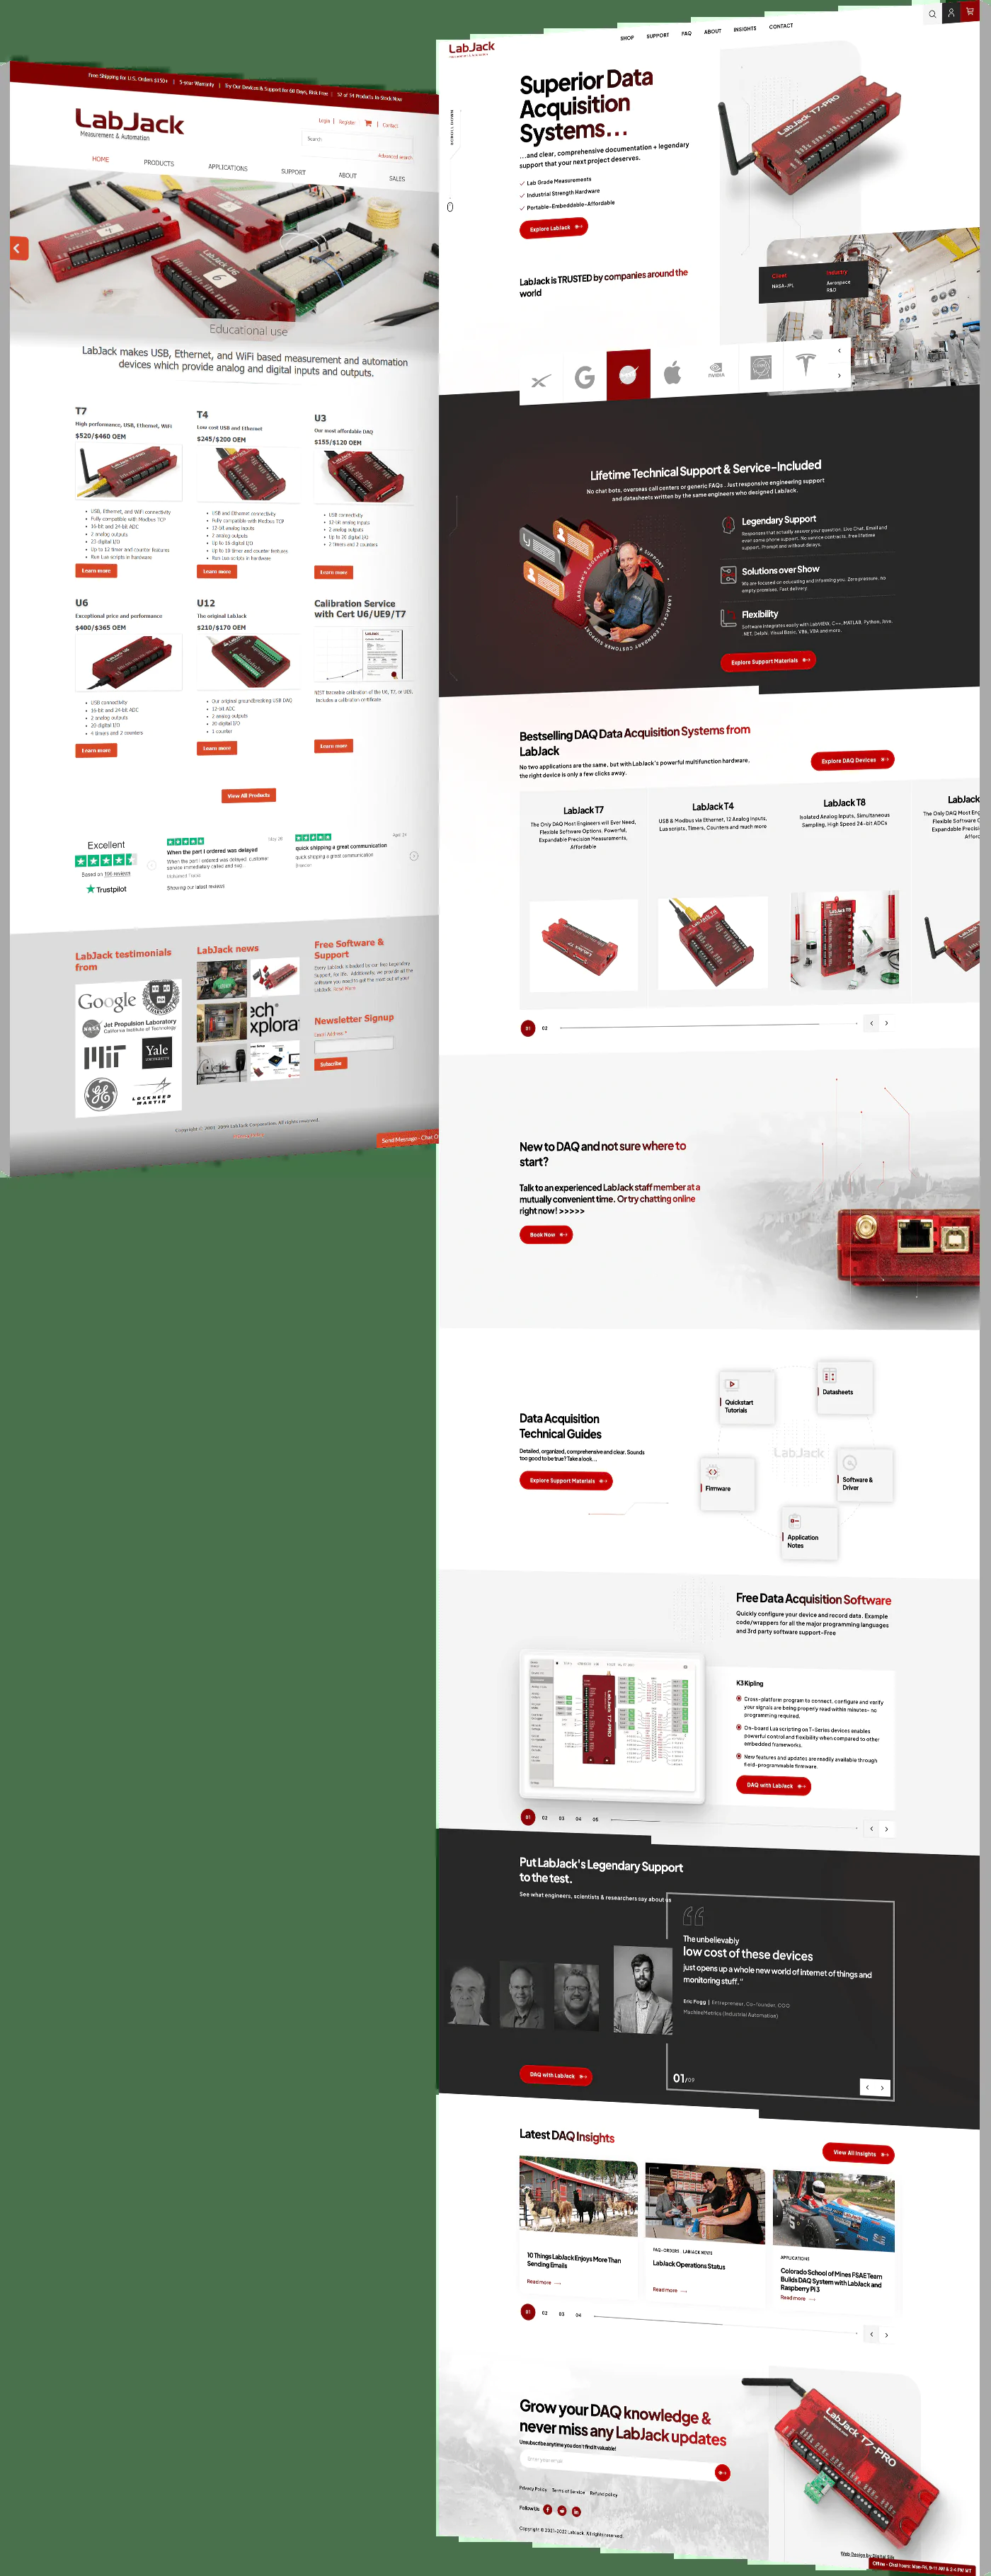 Free Shipping for U.S. Orders $150+ | 5-year Warranty | Try Our Devices & Support for 60 Days, Risk Free | 52 of 54 Products In Stock Now
LabJack
Measurement & Automation
Login | Register | Contact
Search
Advanced search
HOME PRODUCTS APPLICATIONS SUPPORT ABOUT SALES
Educational use
LabJack makes USB, Ethernet, and WiFi based measurement and automation
devices which provide analog and digital inputs and outputs.
T7
High performance, USB, Ethernet, WiFi
$520/$460 OEM
USB, Ethernet, and WiFi connectivity
Fully compatible with Modbus TCP
16-bit and 24-bit ADC
2 analog outputs
23 digital I/O
Up to 12 timer and counter features
Run Lua scripts in hardware
Learn more
T4
Low cost USB and Ethernet
$245/$200 OEM
USB and Ethernet connectivity
Fully compatible with Modbus TCP
12-bit analog inputs
2 analog outputs
Up to 16 digital I/O
Up to 10 timer and counter features
Run Lua scripts in hardware
Learn more
U3
Our most affordable DAQ
$155/$120 OEM
USB connectivity
12-bit analog inputs
2 analog outputs
Up to 20 digital I/O
2 timers and 2 counters
Learn more
U6
Exceptional price and performance
$400/$365 OEM
USB connectivity
16-bit and 24-bit ADC
2 analog outputs
20 digital I/O
4 timers and 2 counters
Learn more
U12
The original LabJack
$210/$170 OEM
Our original groundbreaking USB DAQ
12-bit ADC
2 analog outputs
20 digital I/O
1 counter
Learn more
Calibration Service
with Cert U6/UE9/T7
NIST traceable calibration of the U6, T7, or UE9.
Includes a calibration certificate.
Learn more
View All Products
Excellent
Based on 196 reviews
Trustpilot
When the part I ordered was delayed
When the part I ordered was delayed, customer
service immediately called and
Showing our latest reviews
quick shipping a great communication
quick shipping a great communication
LabJack testimonials
from
Google
NASA Jet Propulsion Laboratory
California Institute of Technology
MIT
Yale
GE
LOCKHEED
MARTIN
LabJack news
Free Software &
Support
Every LabJack is backed by our free Legendary
Support, for life. Additionally, we provide all the
software you need to get the most out of your
LabJack. Read More
Newsletter Signup
Email Address *
Subscribe
Copyright © 2001-2019 LabJack Corporation. All rights reserved.
Send Message - Chat O
LabJack
SHOP SUPPORT FAQ ABOUT INSIGHTS CONTACT
Superior Data
Acquisition
Systems...
...and clear, comprehensive documentation + legendary
support that your next project deserves.
Lab Grade Measurements
Industrial Strength Hardware
Portable-Embeddable-Affordable
Explore LabJack
LabJack T7-PRO
LabJack is TRUSTED by companies around the
world
Client
NASA-JPL
Industry
Aerospace
R&D
NVIDIA
Lifetime Technical Support & Service-Included
No chat bots, overseas call centers or generic FAQs. Just responsive engineering support
and datasheets written by the same engineers who designed LabJack.
LABJACK'S LEGENDARY CUSTOMER SUPPORT
Legendary Support
Responses that actually answer your question. Live Chat, Email and
even some phone support. No service contracts. Free lifetime
support. Prompt and without delays.
Solutions over Show
We are focused on educating and informing you. Zero pressure, no
empty promises. Fast delivery.
Flexibility
Software integrates easily with LabVIEW, C++, MATLAB, Python, Java,
.NET, Delphi, Visual Basic, VBA, VB6 and more.
Explore Support Materials
Bestselling DAQ Data Acquisition Systems from
LabJack
No two applications are the same, but with LabJack's powerful multifunction hardware,
the right device is only a few clicks away.
Explore DAQ Devices
LabJack T7
The Only DAQ Most Engineers will Ever Need,
Flexible Software Options, Powerful,
Expandable Precision Measurements,
Affordable
LabJack T4
USB & Modbus via Ethernet, 12 Analog Inputs,
Lua scripts, Timers, Counters and much more
LabJack T8
Isolated Analog Inputs, Simultaneous
Sampling, High Speed 24-bit ADCs
LabJack
The Only DAQ Most Eng
Flexible Software O
Expandable Precisi
Afford
01 02
New to DAQ and not sure where to
start?
Talk to an experienced LabJack staff member at a
mutually convenient time. Or try chatting online
right now! >>>>>
Book Now
Data Acquisition
Technical Guides
Detailed, organized, comprehensive and clear. Sounds
too good to be true? Take a look...
Explore Support Materials
Quickstart
Tutorials
Datasheets
LabJack
Firmware
Software &
Driver
Application
Notes
Free Data Acquisition Software
Quickly configure your device and record data. Example
code/wrappers for all the major programming languages
and 3rd party software support-Free
LabJack T7-PRO
K3 Kipling
Cross-platform program to connect, configure and verify
your signals are being properly read within minutes- no
programming required.
On-board Lua scripting on T-Series devices enables
powerful control and flexibility when compared to other
embedded frameworks.
New features and updates are readily available through
field-programmable firmware.
DAQ with LabJack
01 02 03 04 05
Put LabJack's Legendary Support
to the test.
See what engineers, scientists & researchers say about us
The unbelievably
low cost of these devices
just opens up a whole new world of internet of things and
monitoring stuff."
Eric Fogg | Entrepreneur, Co-founder, COO
MachineMetrics (Industrial Automation)
DAQ with LabJack
01/09
Latest DAQ Insights
View All Insights
10 Things LabJack Enjoys More Than
Sending Emails
Read more
FAQ-ORDERS LABJACK NEWS
LabJack Operations Status
Read more
APPLICATIONS
Colorado School of Mines FSAE Team
Builds DAQ System with LabJack and
Raspberry Pi 3
Read more
01 02 03 04
Grow your DAQ knowledge &
never miss any LabJack updates
Unsubscribe anytime you don't find it valuable!
Enter your email
Privacy Policy Terms of Service Refund policy
Follow Us
Copyright © 2021-2022 LabJack. All rights reserved.
LabJack T7-PRO
Web Design by Digital Silk
Offline - Chat hours: Mon-Fri, 9-11 AM & 2-4 PM MT